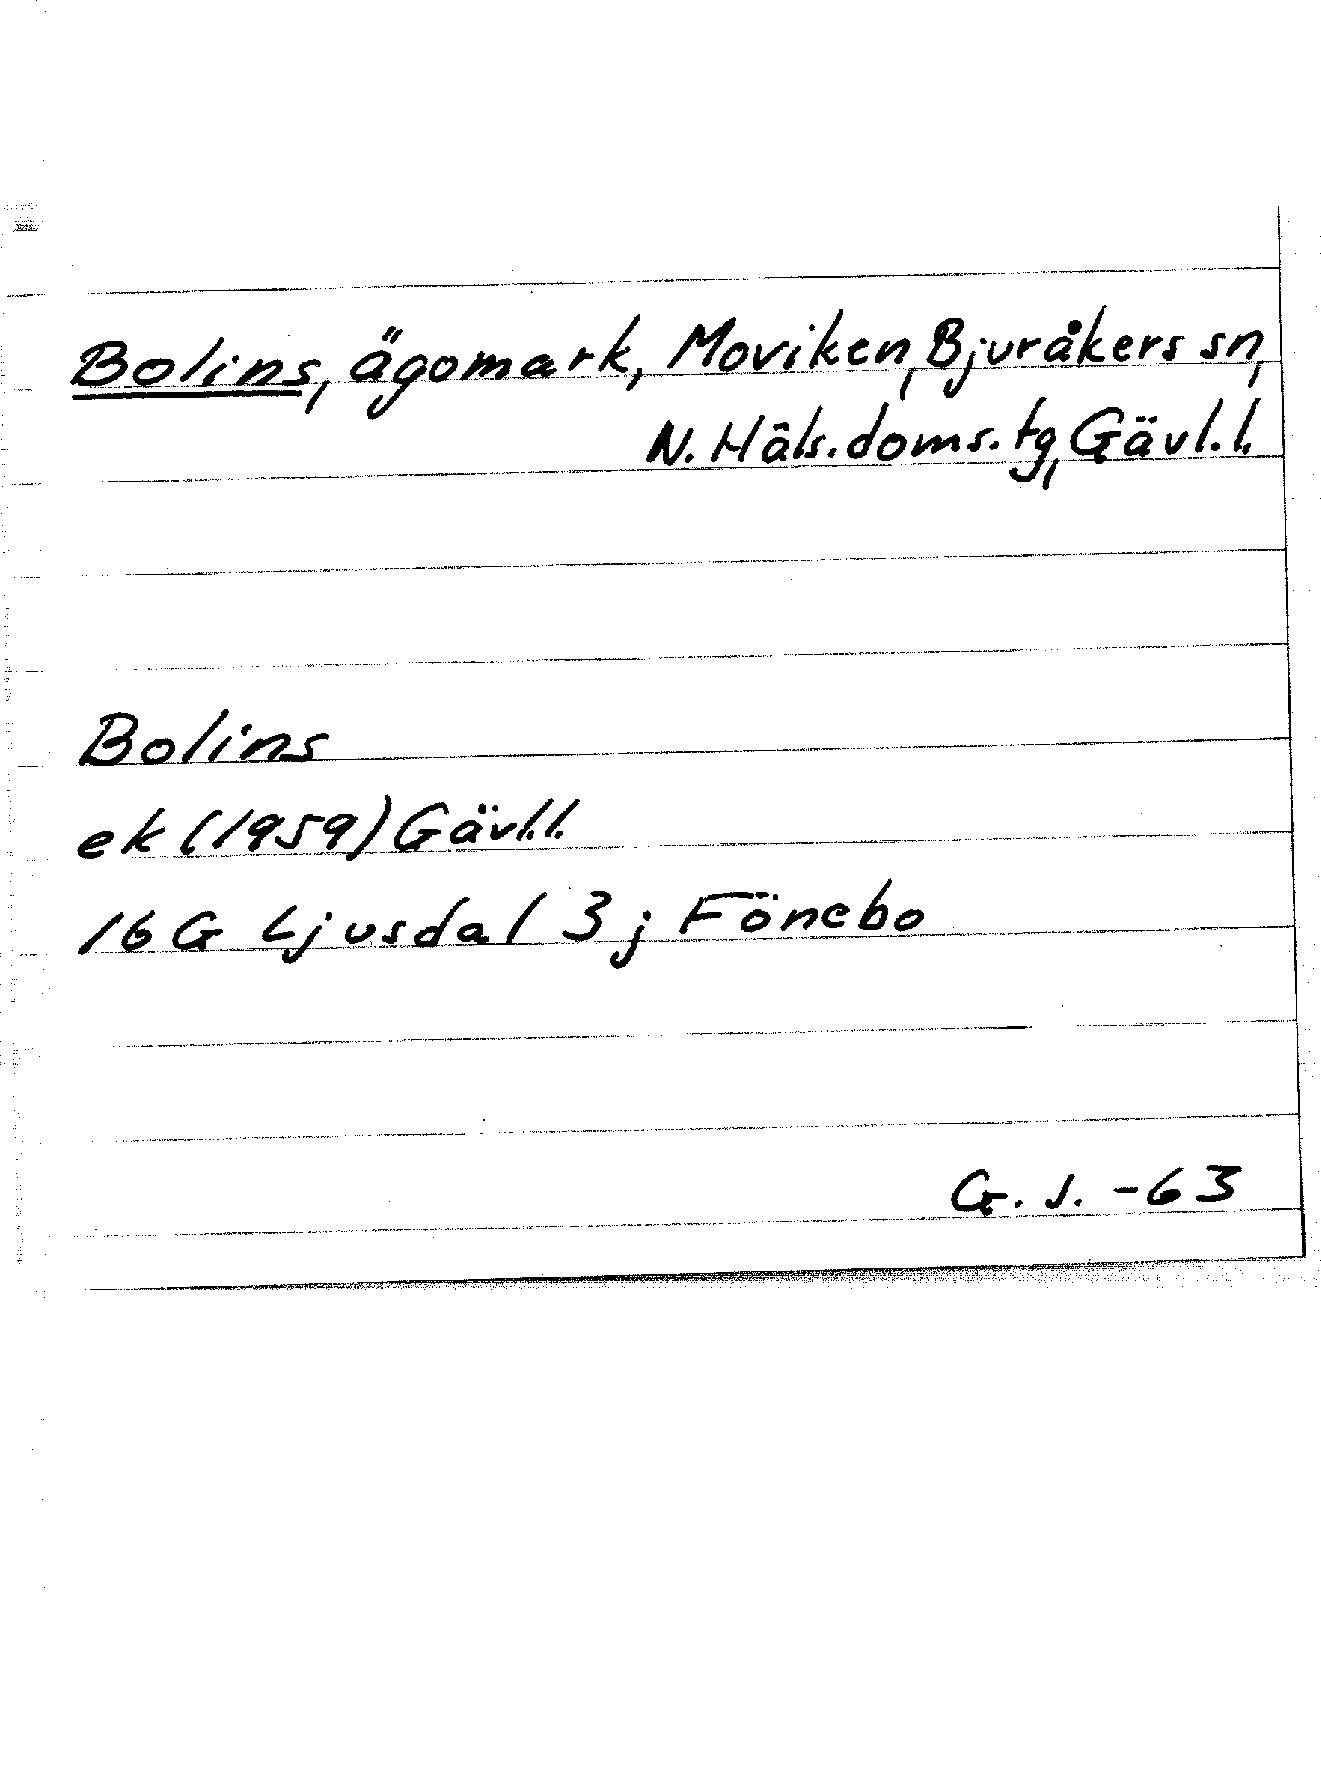 Bolins, ägomark, Moviken, Bjuråkers sn,
N. Häls. doms. tg, Gävl. l.
Bolins
ek (1959) Gävl. l.
16 G Ljusdal 3 j Fönebo
G. J. -63